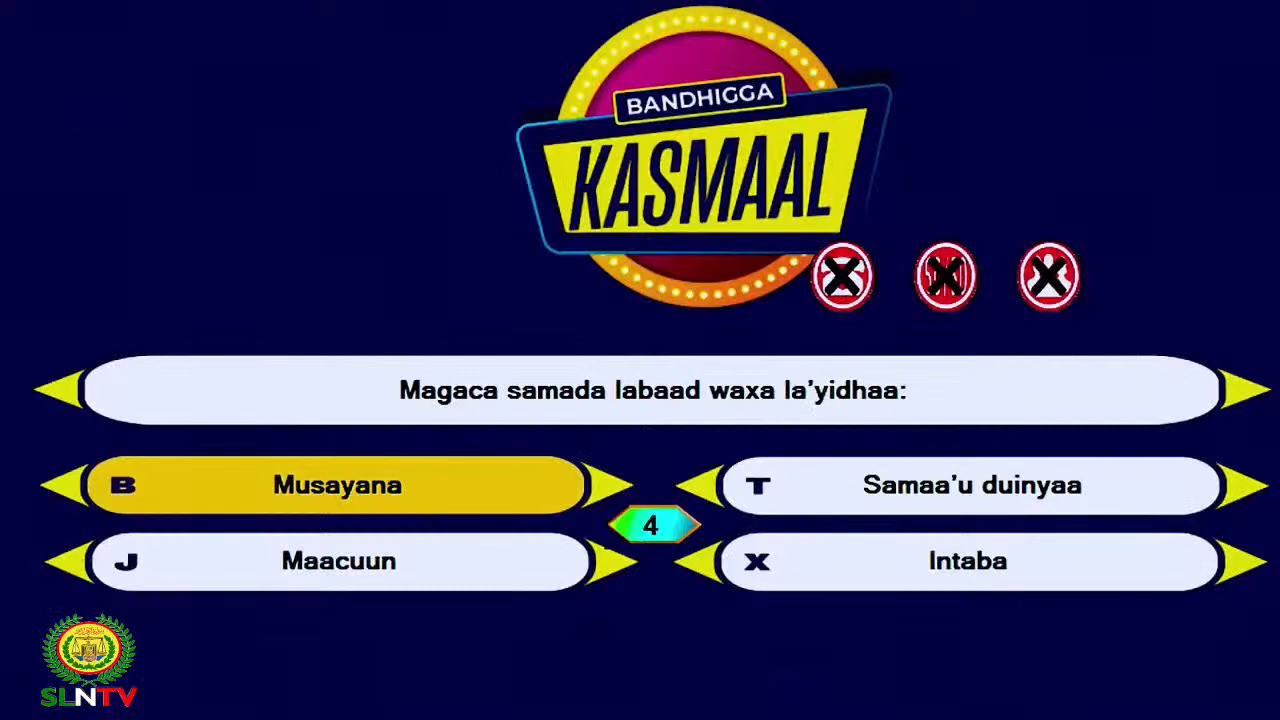 BANDHIGGA
KASMAAL
Magaca samada labaad waxa la’yidhaa:
B Musayana
T Samaa’u duinyaa
4
J Maacuun
X Intaba
SLNTV